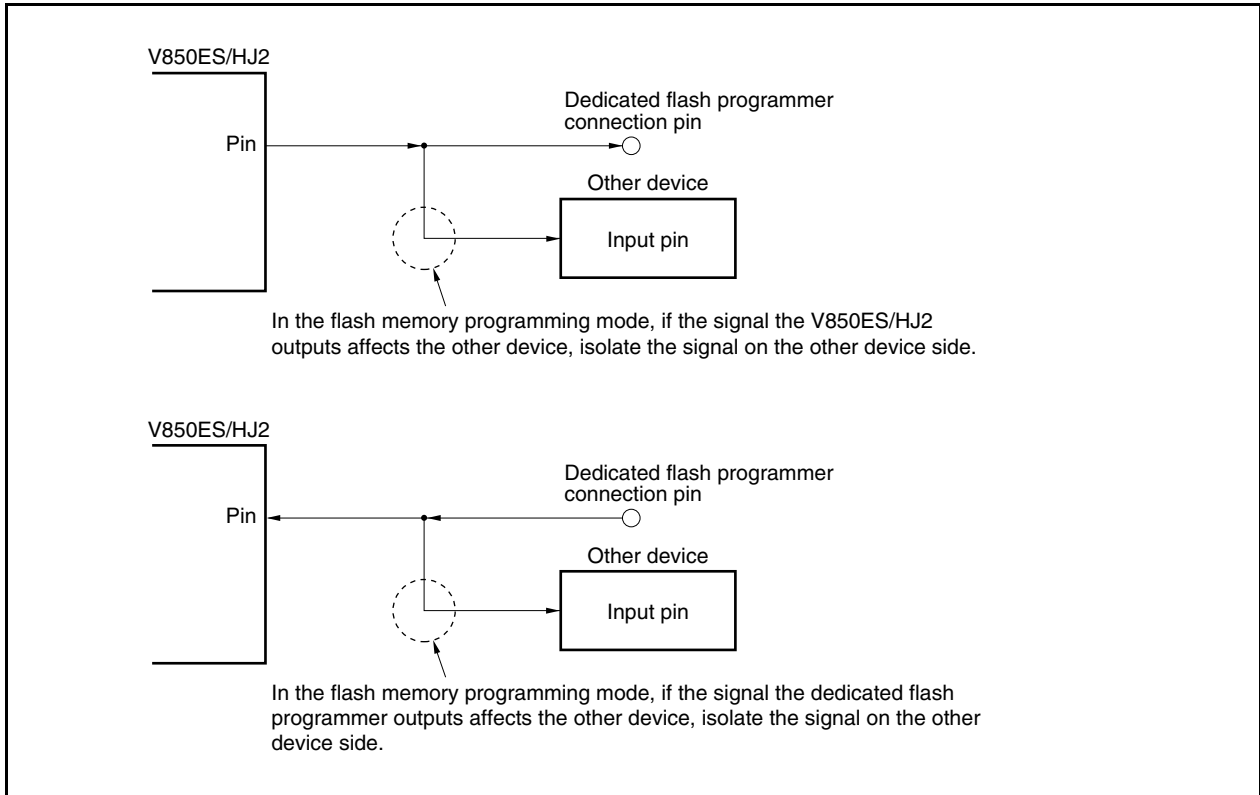 V850ES/HJ2
Dedicated flash programmer
connection pin
Pin
Other device
Input pin
In the flash memory programming mode, if the signal the V850ES/HJ2
outputs affects the other device, isolate the signal on the other device side.
V850ES/HJ2
Dedicated flash programmer
connection pin
Pin
Other device
Input pin
In the flash memory programming mode, if the signal the dedicated flash
programmer outputs affects the other device, isolate the signal on the other
device side.